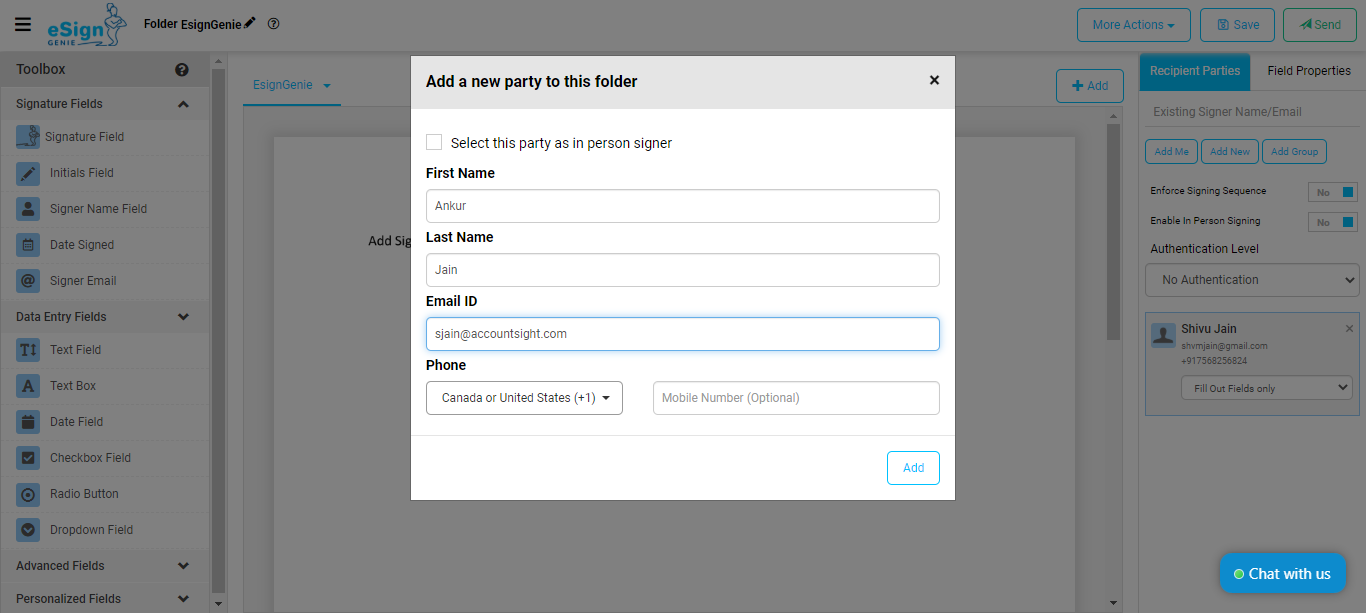 eSign
GENIE
Folder EsignGenie
More Actions
Save
Send
Toolbox
Signature Fields
Signature Field
Initials Field
Signer Name Field
Date Signed
Signer Email
Data Entry Fields
Text Field
Text Box
Date Field
Checkbox Field
Radio Button
Dropdown Field
Advanced Fields
Personalized Fields
EsignGenie
Add
Add Sig
Add a new party to this folder
Select this party as in person signer
First Name
Ankur
Last Name
Jain
Email ID
sjain@accountsight.com
Phone
Canada or United States (+1)
Mobile Number (Optional)
Add
Recipient Parties
Field Properties
Existing Signer Name/Email
Add Me
Add New
Add Group
Enforce Signing Sequence
No
Enable In Person Signing
No
Authentication Level
No Authentication
Shivu Jain
shvmjain@gmail.com
+917568256824
Fill Out Fields only
Chat with us